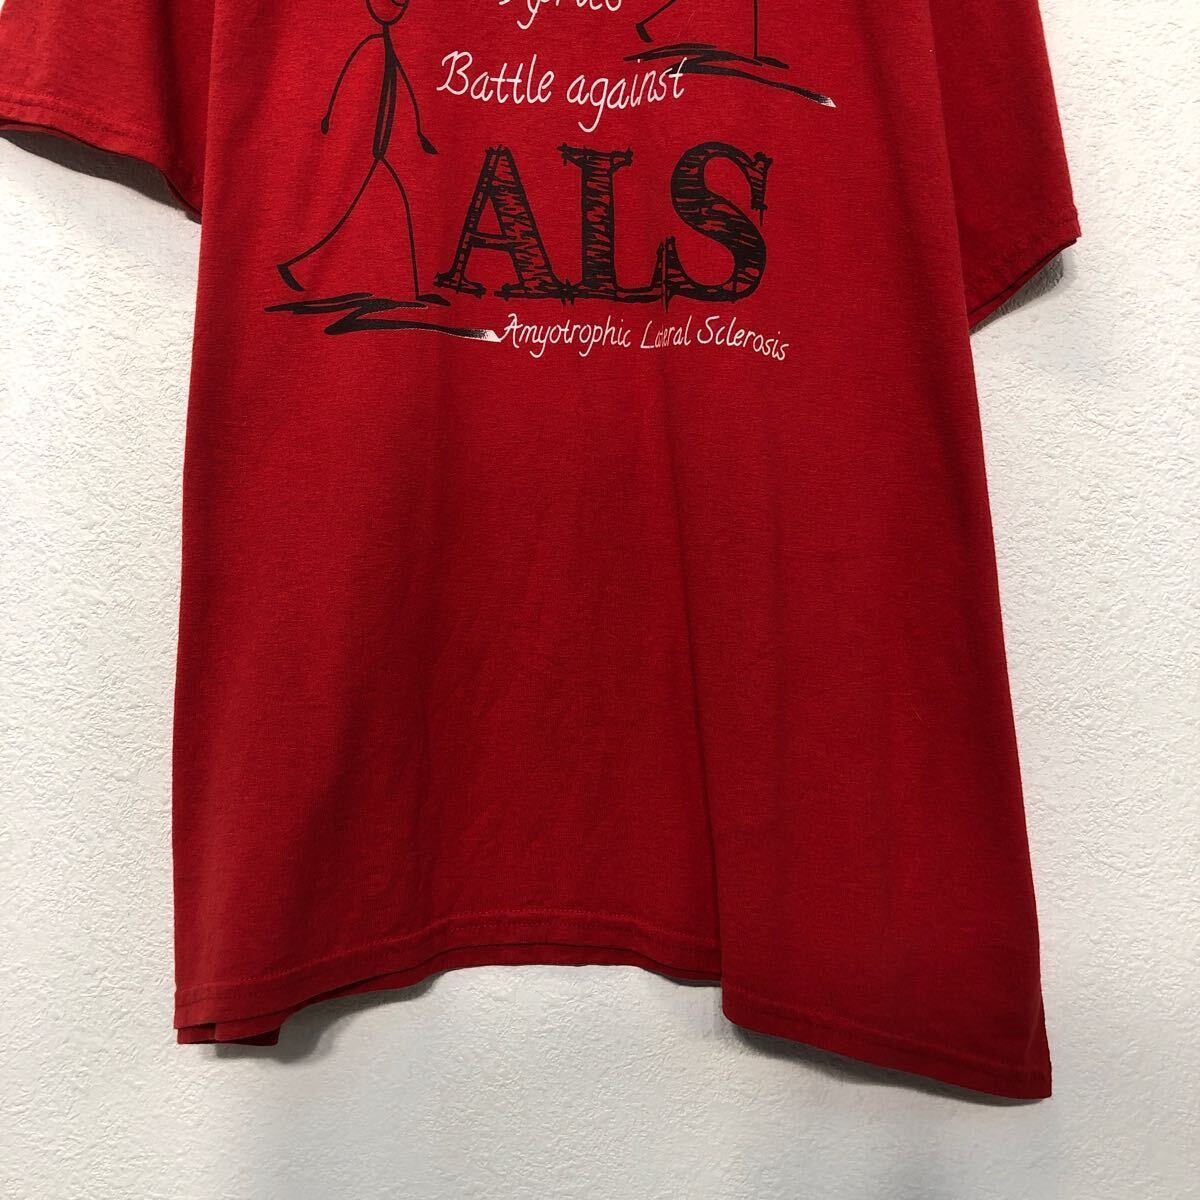 Battle against
ALS
Amyotrophic Lateral Sclerosis